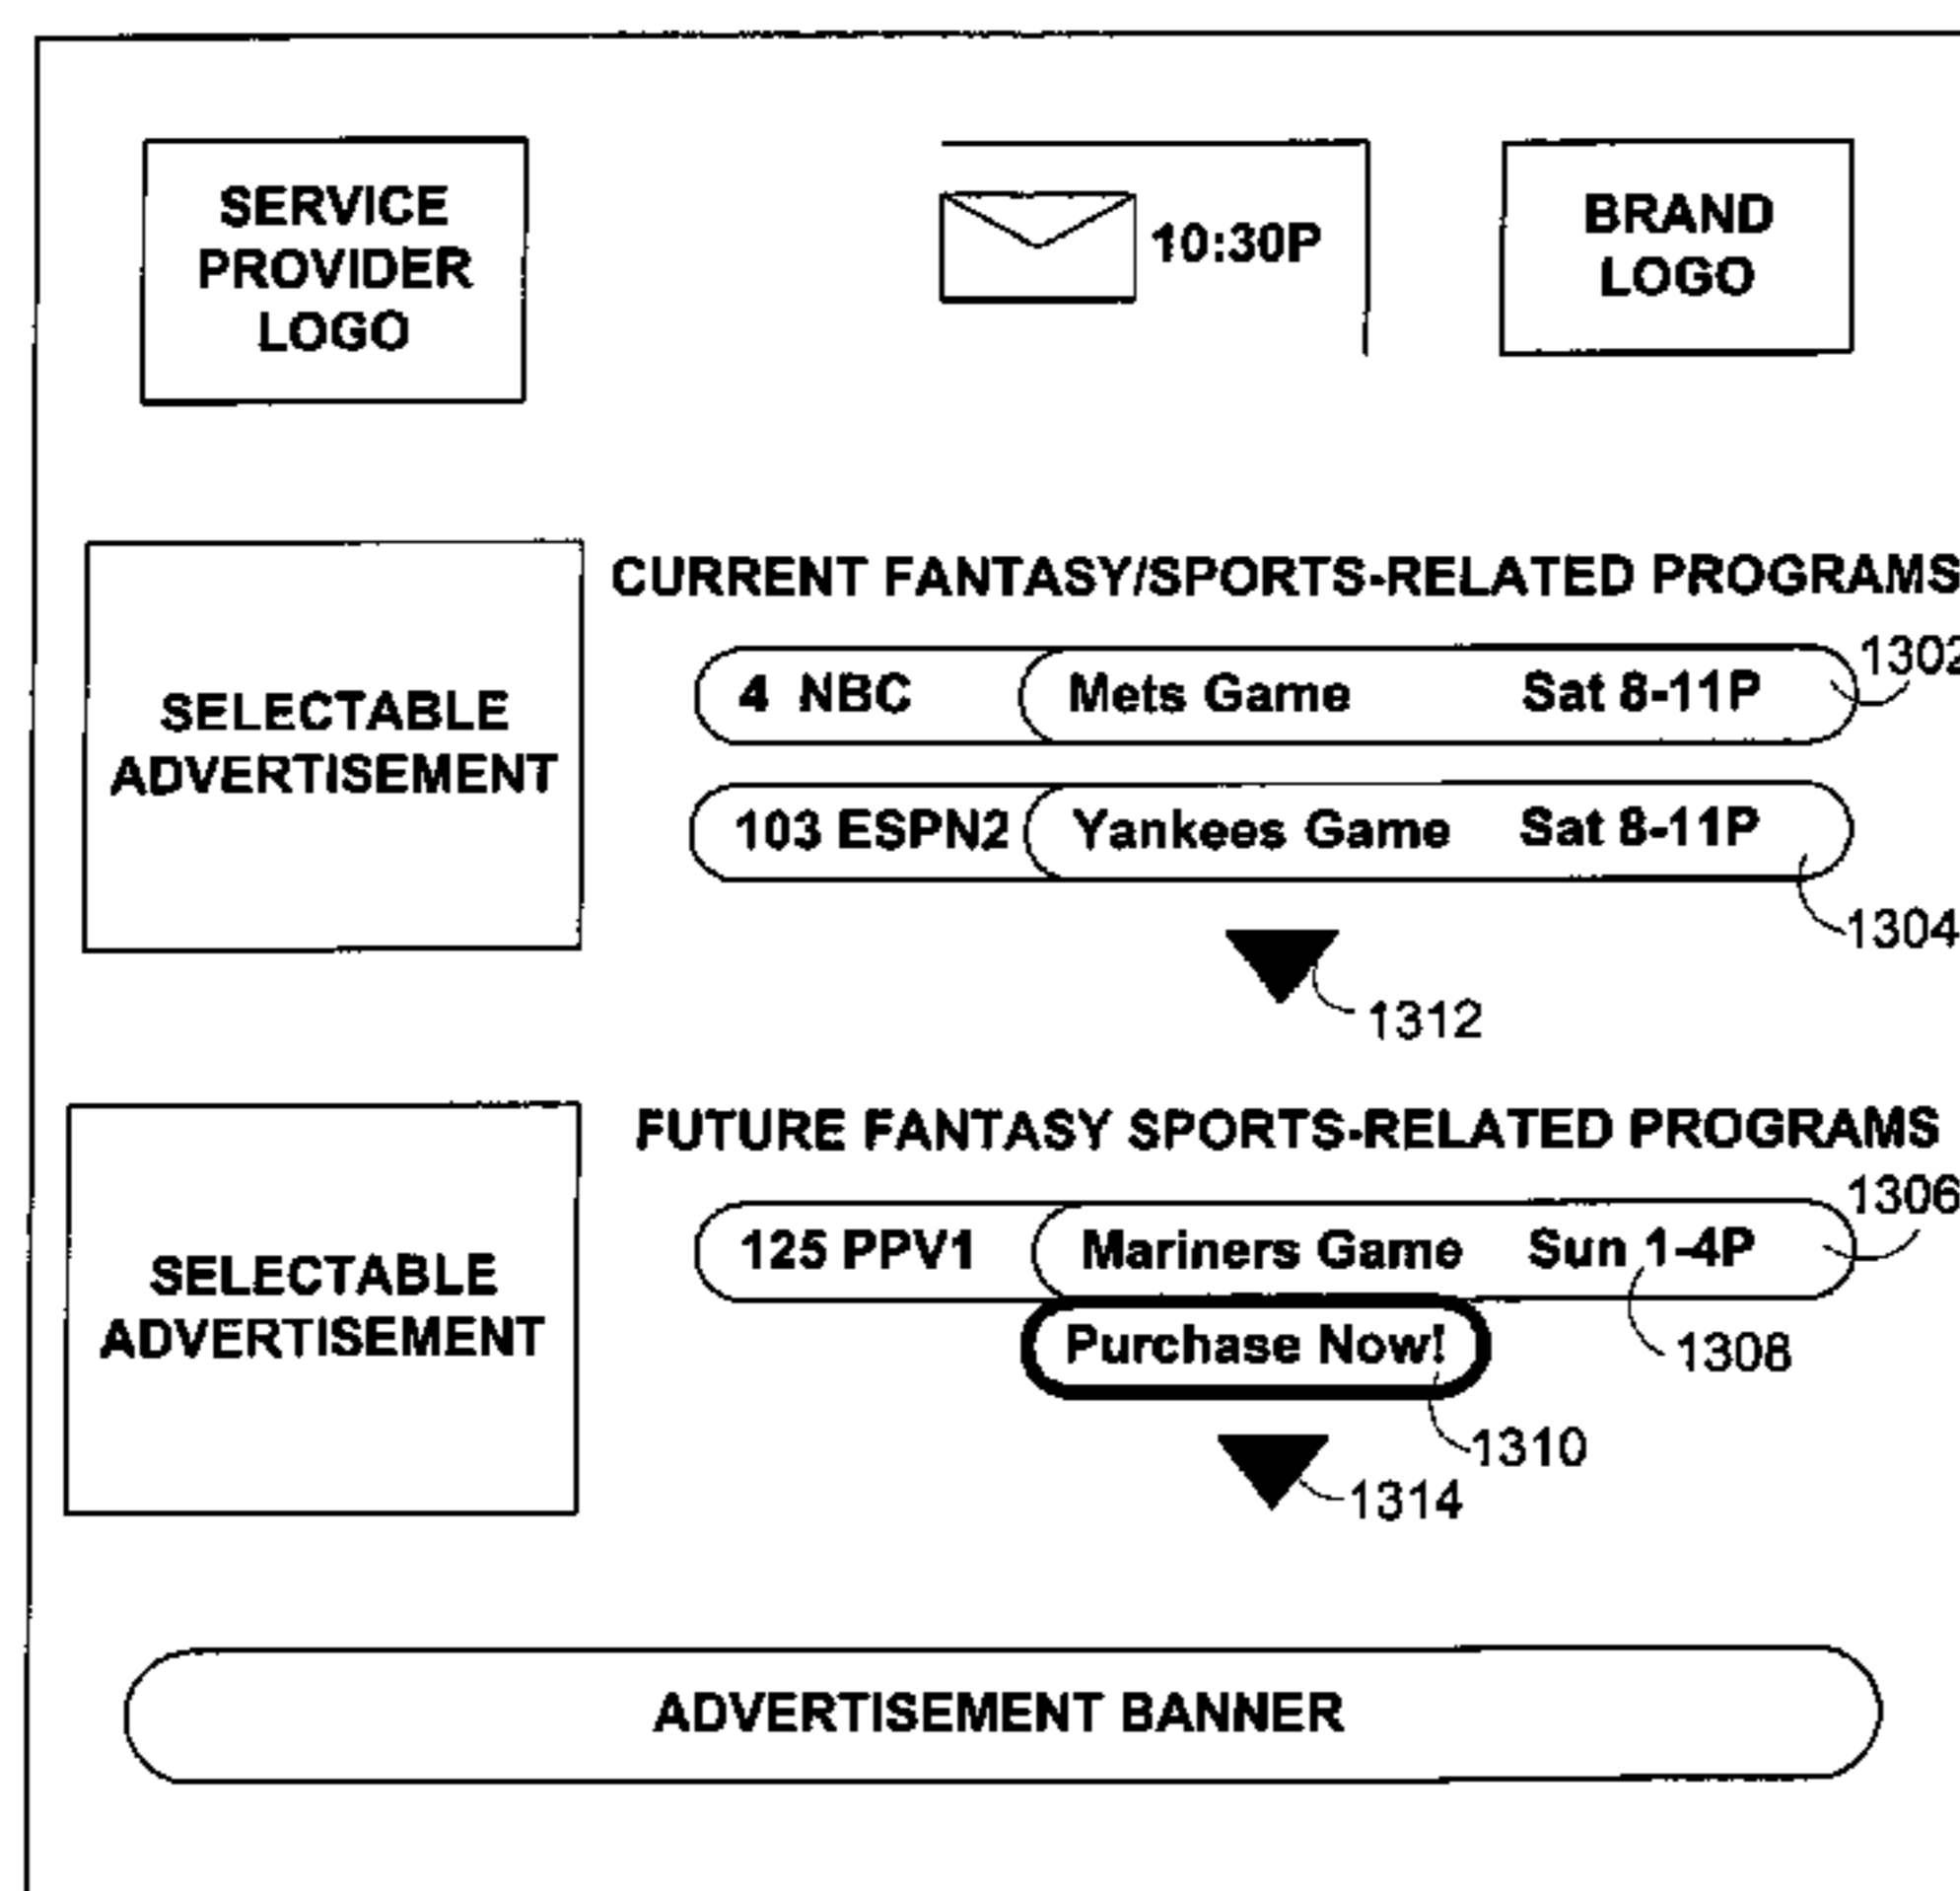 SERVICE
PROVIDER
LOGO
10:30P
BRAND
LOGO
SELECTABLE
ADVERTISEMENT
CURRENT FANTASY/SPORTS-RELATED PROGRAMS
4 NBC Mets Game Sat 8-11P
1302
103 ESPN2 Yankees Game Sat 8-11P
1304
1312
SELECTABLE
ADVERTISEMENT
FUTURE FANTASY SPORTS-RELATED PROGRAMS
1306
125 PPV1 Mariners Game Sun 1-4P
Purchase Now!
1308
1310
1314
ADVERTISEMENT BANNER